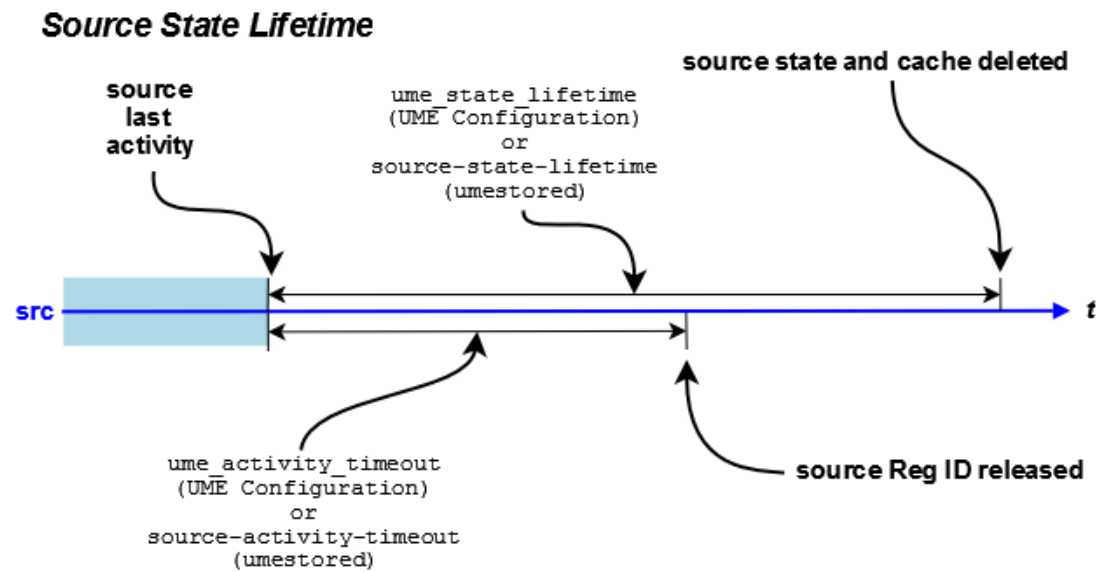 Source State Lifetime
source
last
activity
ume_state_lifetime
(UME Configuration)
or
source-state-lifetime
(umestored)
source state and cache deleted
src
t
ume_activity_timeout
(UME Configuration)
or
source-activity-timeout
(umestored)
source Reg ID released